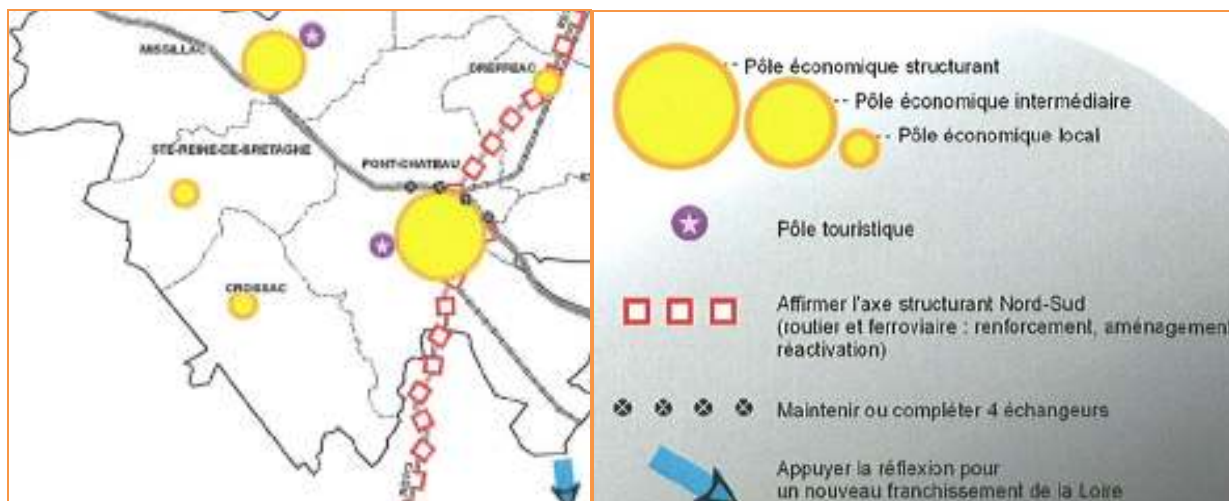 MISSILLAC
DREFFEAC
STE-REINE-DE-BRETAGNE
PONT-CHATEAU
CROSSAC
Pôle économique structurant
Pôle économique intermédiaire
Pôle économique local
Pôle touristique
Affirmer l'axe structurant Nord-Sud
(routier et ferroviaire : renforcement, aménagement
réactivation)
Maintenir ou compléter 4 échangeurs
Appuyer la réflexion pour
un nouveau franchissement de la Loire